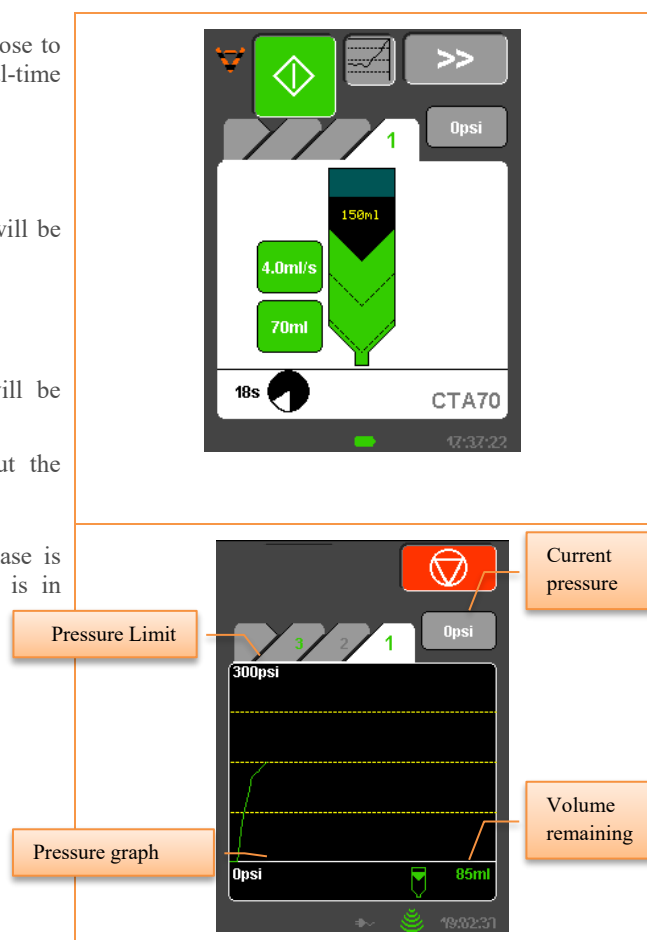 ose to
l-time
vill be
vill be
ut the
ase is
is in
>>
0psi
1
150ml
4.0ml/s
70ml
18s
CTA70
17:37:22
Current
pressure
Pressure Limit
3 2 1
0psi
300psi
Volume
remaining
Pressure graph
0psi
85ml